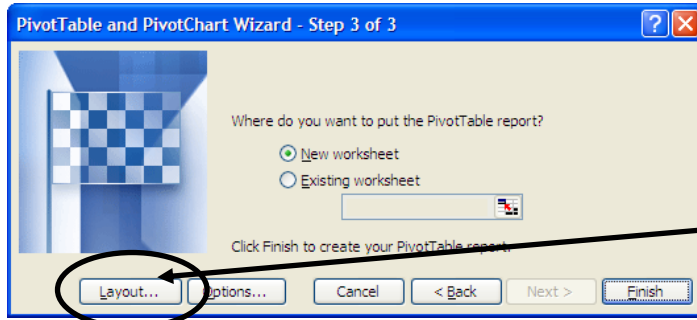 PivotTable and PivotChart Wizard - Step 3 of 3
Where do you want to put the PivotTable report?
New worksheet
Existing worksheet
Click Finish to create your PivotTable report.
Layout... Options... Cancel < Back Next > Finish